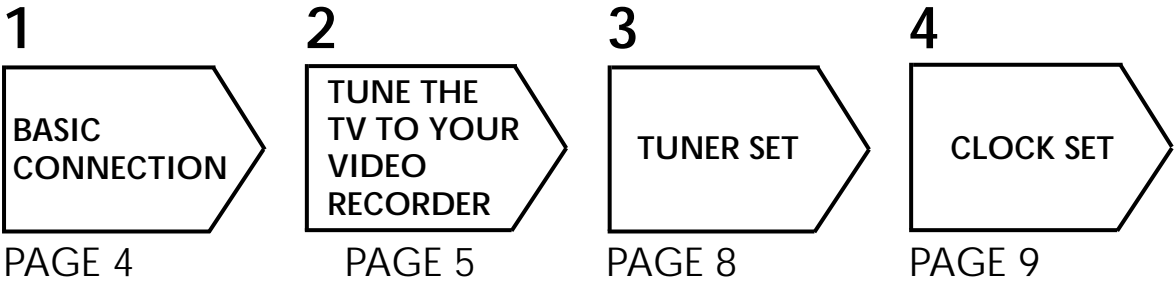 1
BASIC
CONNECTION
PAGE 4
2
TUNE THE
TV TO YOUR
VIDEO
RECORDER
PAGE 5
3
TUNER SET
PAGE 8
4
CLOCK SET
PAGE 9